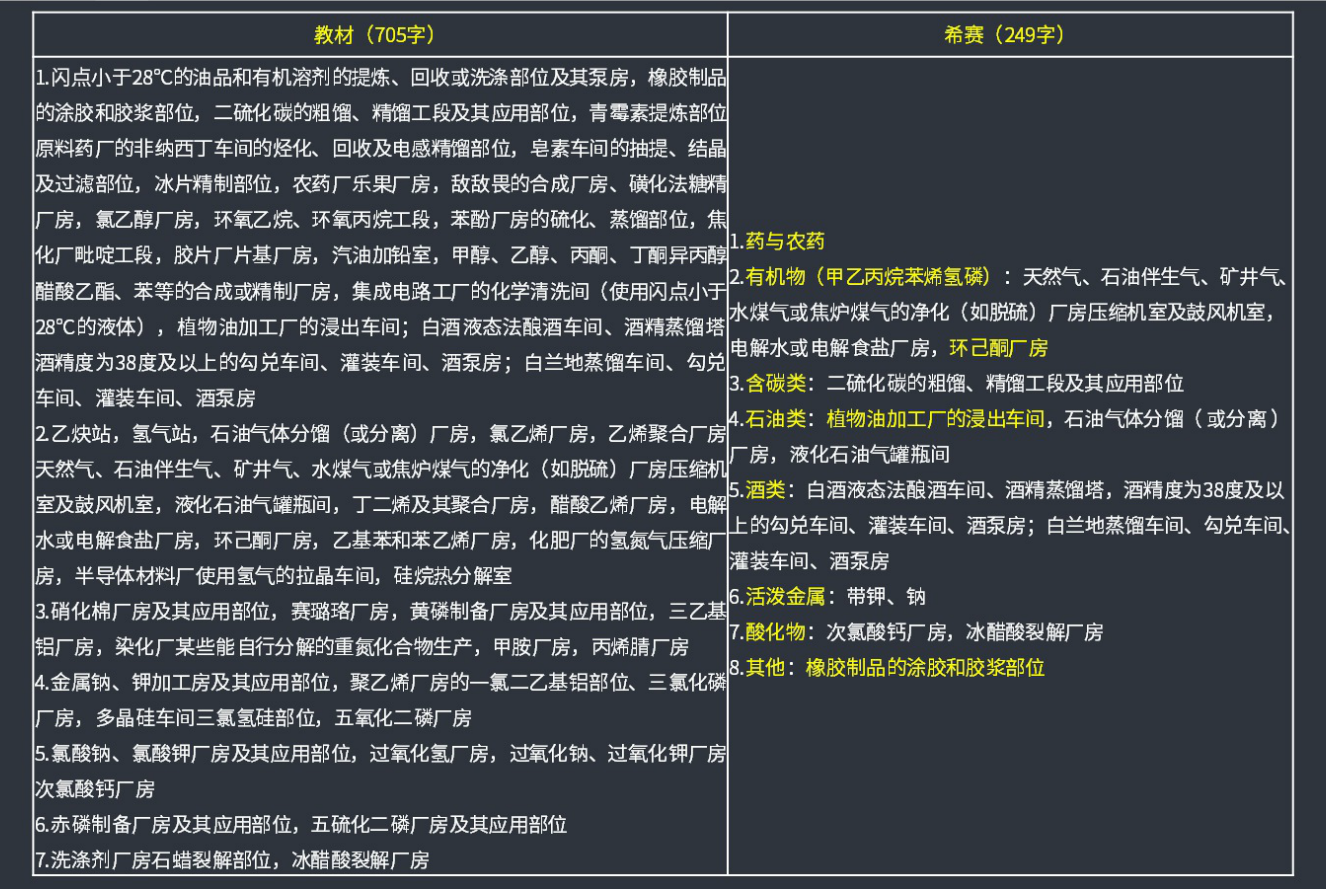 教材（705字）
1.闪点小于28℃的油品和有机溶剂的提炼、回收或洗涤部位及其泵房，橡胶制品
的涂胶和胶浆部位，二硫化碳的粗馏、精馏工段及其应用部位，青霉素提炼部位
原料药厂的非纳西丁车间的烃化、回收及电感精馏部位，皂素车间的抽提、结晶
及过滤部位，冰片精制部位，农药厂乐果厂房，敌敌畏的合成厂房、磺化法糖精
厂房，氯乙醇厂房，环氧乙烷、环氧丙烷工段，苯酚厂房的硫化、蒸馏部位，焦
化厂吡啶工段，胶片厂片基厂房，汽油加铅室，甲醇、乙醇、丙酮、丁酮异丙醇
醋酸乙酯、苯等的合成或精制厂房，集成电路工厂的化学清洗间（使用闪点小于
28℃的液体），植物油加工厂的浸出车间；白酒液态法酿酒车间、酒精蒸馏塔
酒精度为38度及以上的勾兑车间、灌装车间、酒泵房；白兰地蒸馏车间、勾兑
车间、灌装车间、酒泵房
2.乙炔站，氢气站，石油气体分馏（或分离）厂房，氯乙烯厂房，乙烯聚合厂房
天然气、石油伴生气、矿井气、水煤气或焦炉煤气的净化（如脱硫）厂房压缩机
室及鼓风机室，液化石油气罐瓶间，丁二烯及其聚合厂房，醋酸乙烯厂房，电解
水或电解食盐厂房，环己酮厂房，乙基苯和苯乙烯厂房，化肥厂的氢氮气压缩厂
房，半导体材料厂使用氢气的拉晶车间，硅烷热分解室
3.硝化棉厂房及其应用部位，赛璐珞厂房，黄磷制备厂房及其应用部位，三乙基
铝厂房，染化厂某些能自行分解的重氮化合物生产，甲胺厂房，丙烯腈厂房
4.金属钠、钾加工房及其应用部位，聚乙烯厂房的一氯二乙基铝部位、三氯化磷
厂房，多晶硅车间三氯氢硅部位，五氧化二磷厂房
5.氯酸钠、氯酸钾厂房及其应用部位，过氧化氢厂房，过氧化钠、过氧化钾厂房
次氯酸钙厂房
6.赤磷制备厂房及其应用部位，五硫化二磷厂房及其应用部位
7.洗涤剂厂房石蜡裂解部位，冰醋酸裂解厂房
希赛（249字）
1.药与农药
2.有机物（甲乙丙烷苯烯氢磷）：天然气、石油伴生气、矿井气、
水煤气或焦炉煤气的净化（如脱硫）厂房压缩机室及鼓风机室，
电解水或电解食盐厂房，环己酮厂房
3.含碳类：二硫化碳的粗馏、精馏工段及其应用部位
4.石油类：植物油加工厂的浸出车间，石油气体分馏（或分离）
厂房，液化石油气罐瓶间
5.酒类：白酒液态法酿酒车间、酒精蒸馏塔，酒精度为38度及以
上的勾兑车间、灌装车间、酒泵房；白兰地蒸馏车间、勾兑车间、
灌装车间、酒泵房
6.活泼金属：带钾、钠
7.酸化物：次氯酸钙厂房，冰醋酸裂解厂房
8.其他：橡胶制品的涂胶和胶浆部位